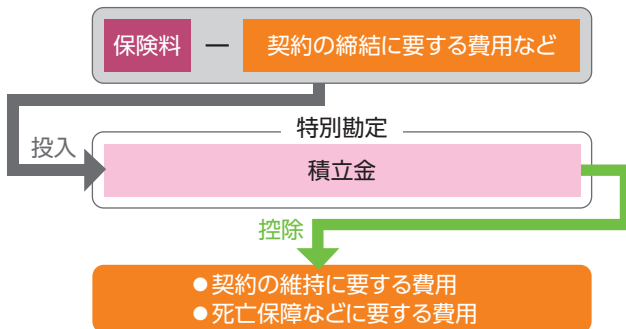 保険料 ー 契約の締結に要する費用など
特別勘定
投入
積立金
控除
●契約の維持に要する費用
●死亡保障などに要する費用